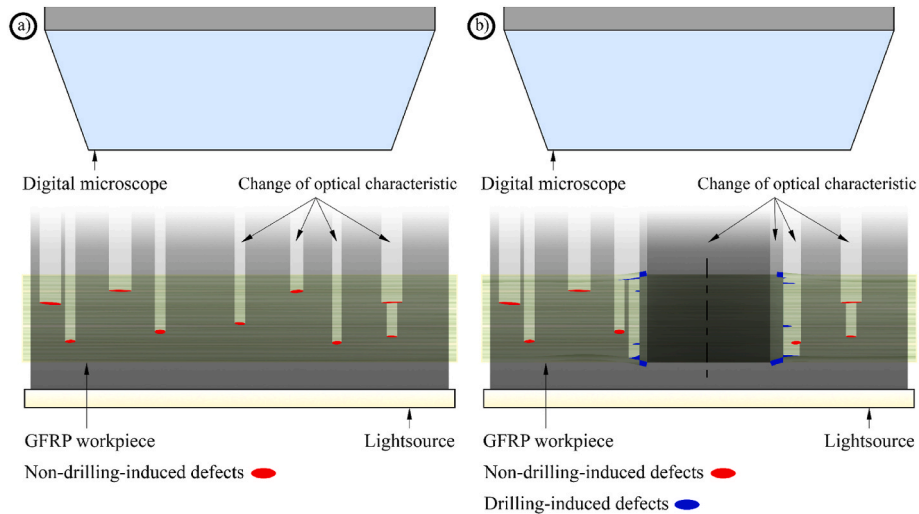 a)
Digital microscope
Change of optical characteristic
GFRP workpiece
Lightsource
Non-drilling-induced defects
b)
Digital microscope
Change of optical characteristic
GFRP workpiece
Lightsource
Non-drilling-induced defects
Drilling-induced defects